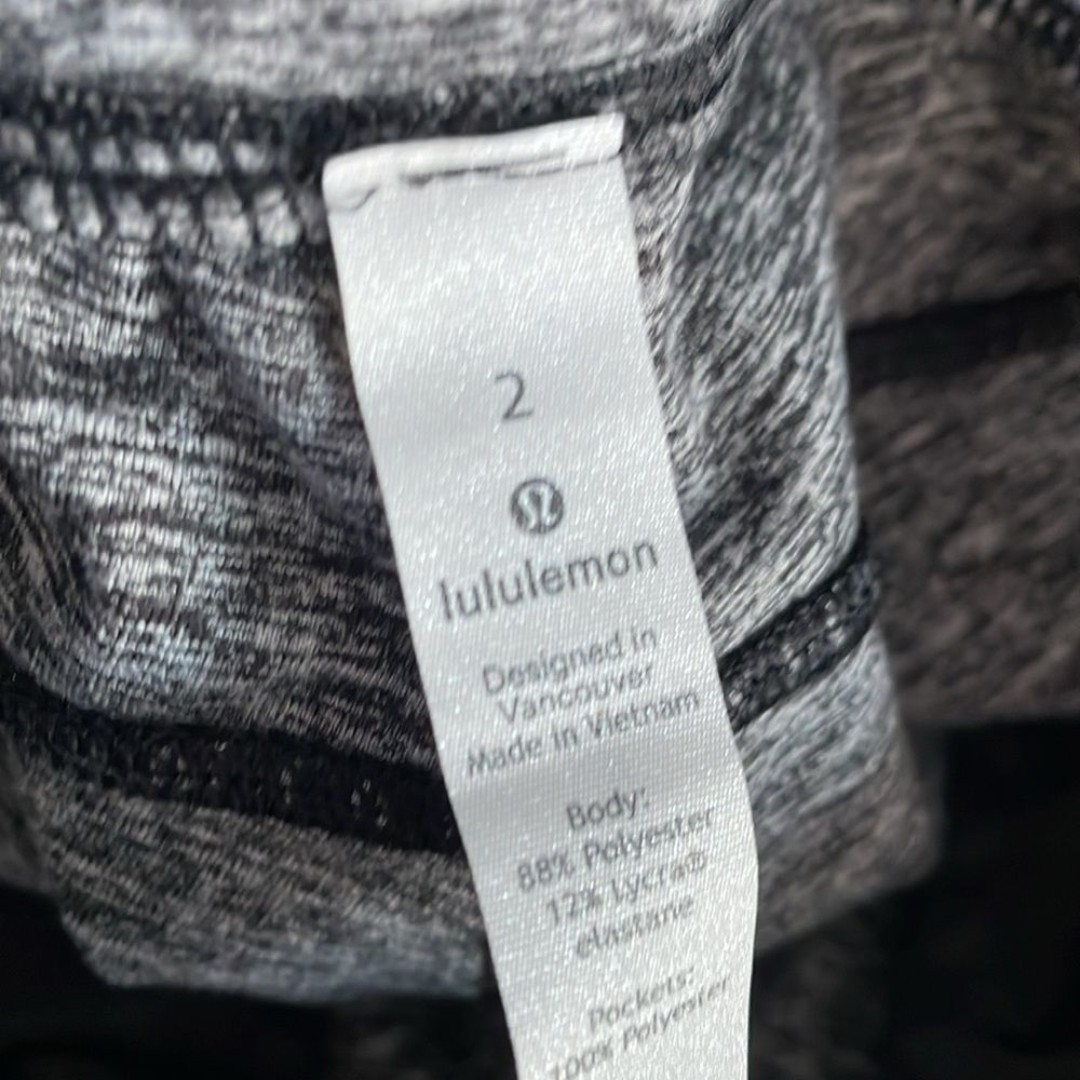 2
lululemon
Designed in
Vancouver
Made in Vietnam
Body:
88% Polyester
12% Lycra®
elastane
Pockets:
100% Polyester